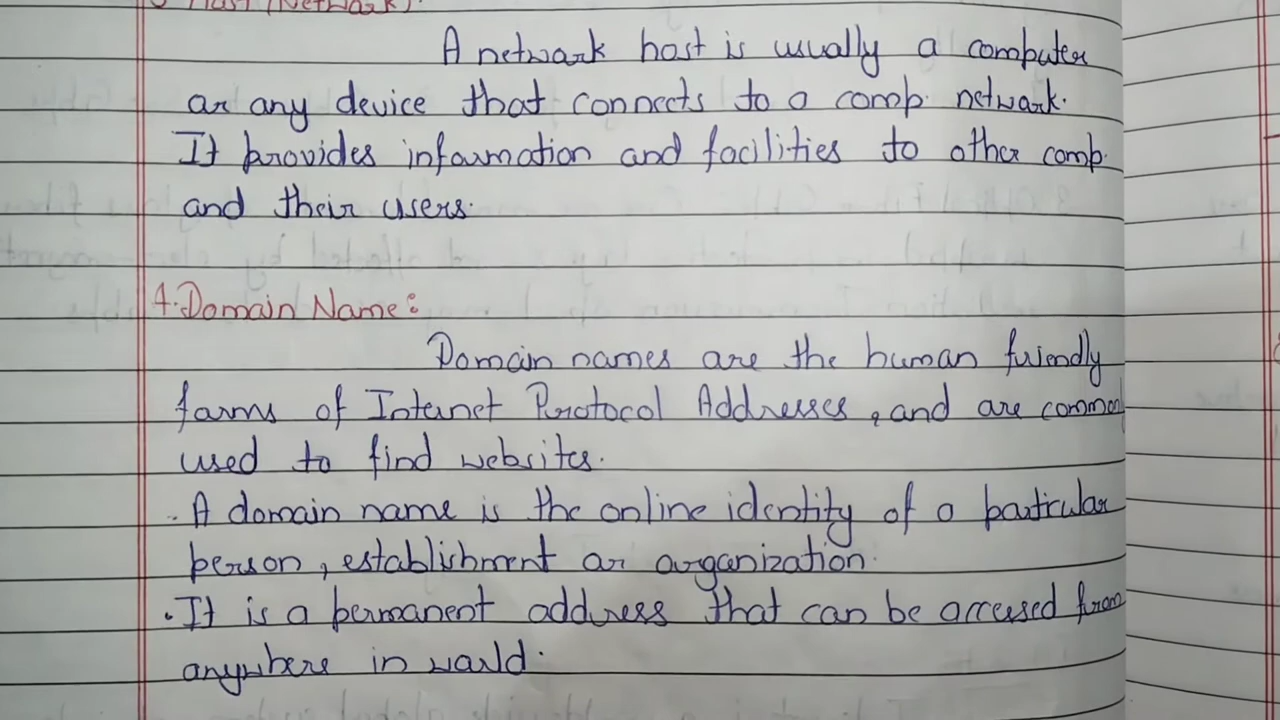 Host (Network):
A network host is usually a computer
or any device that connects to a comp. network.
It provides information and facilities to other comp.
and their users.
4. Domain Name:
Domain names are the human friendly
forms of Internet Protocol Addresses, and are common
used to find websites.
. A domain name is the online identity of a particular
person, establishment or organization.
. It is a permanent address that can be accessed from
anywhere in world.